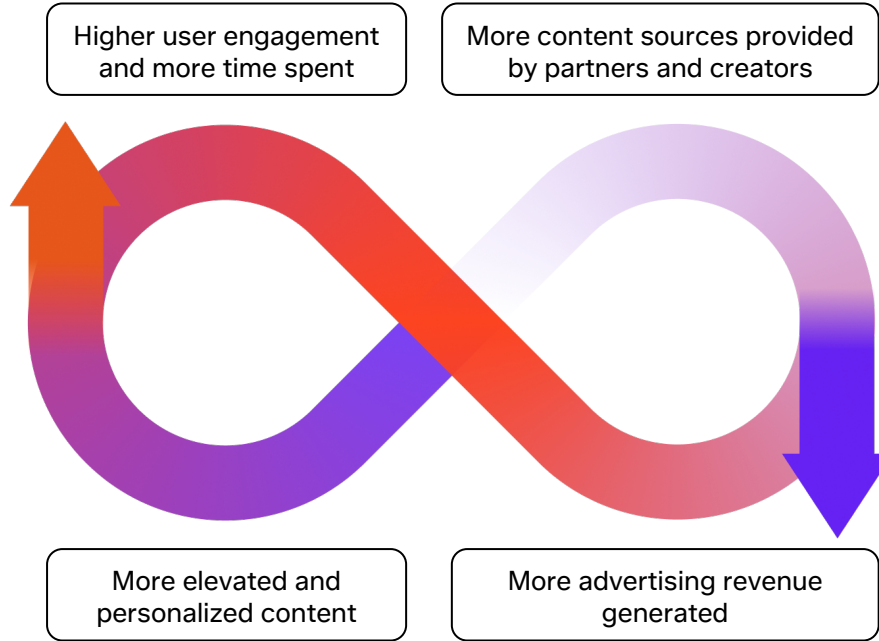 Higher user engagement
and more time spent
More content sources provided
by partners and creators
More elevated and
personalized content
More advertising revenue
generated